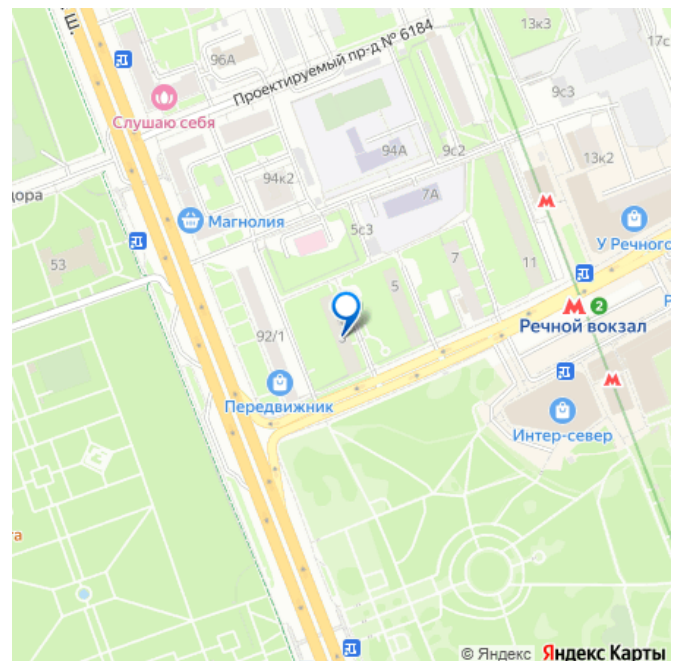 Ш.
96А
Проектируемый пр-д № 6184
13к3
17с
Слушаю себя
9с3
94А
9с2
13к2
94к2
7А
дора
Магнолия
5с3
У Речного
53
7
11
5
2
Речной вокзал
92/1
3
Передвижник
Интер-север
а
© Яндекс Яндекс Карты